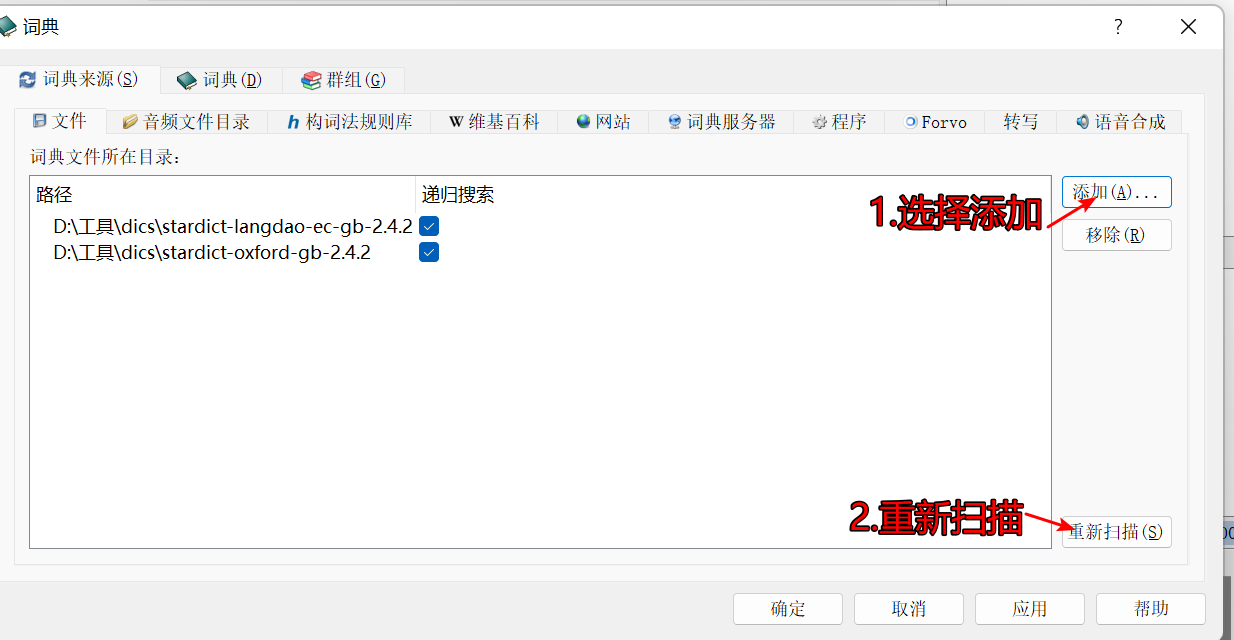 词典
?
词典来源(S) 词典(D) 群组(G)
文件 音频文件目录 h 构词法规则库 W 维基百科 网站 词典服务器 程序 Forvo 转写 语音合成
词典文件所在目录:
路径 递归搜索
添加(A)...
1.选择添加
D:\工具\dics\stardict-langdao-ec-gb-2.4.2
移除(R)
D:\工具\dics\stardict-oxford-gb-2.4.2
2.重新扫描
重新扫描(S)
确定 取消 应用 帮助